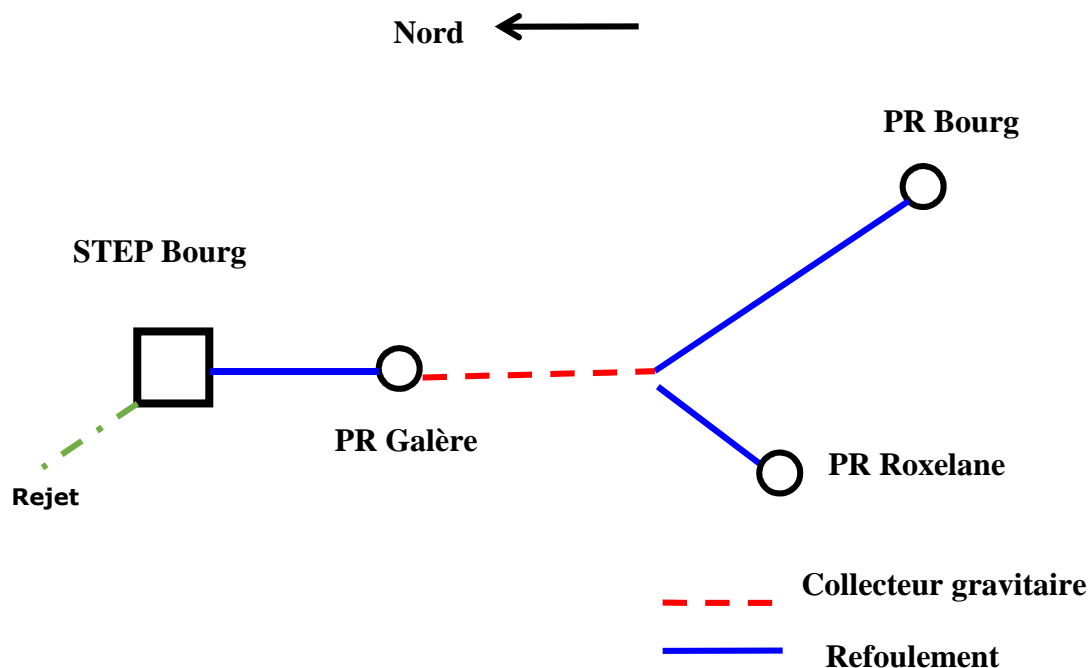 Nord
PR Bourg
STEP Bourg
PR Galère
PR Roxelane
Rejet
Collecteur gravitaire
Refoulement